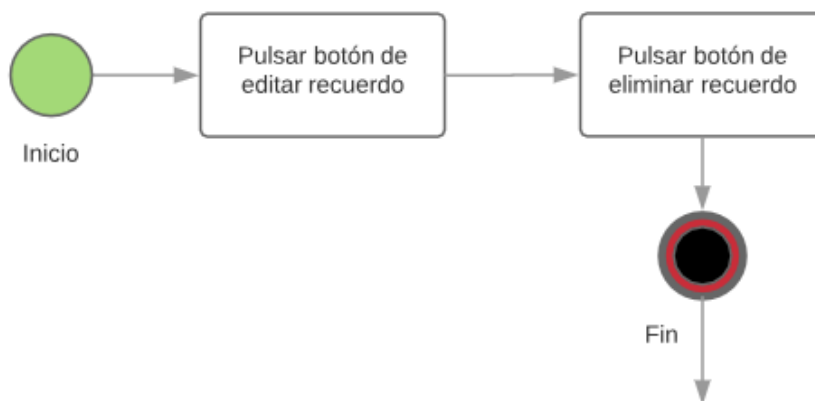 Pulsar botón de
editar recuerdo
Pulsar botón de
eliminar recuerdo
Inicio
Fin